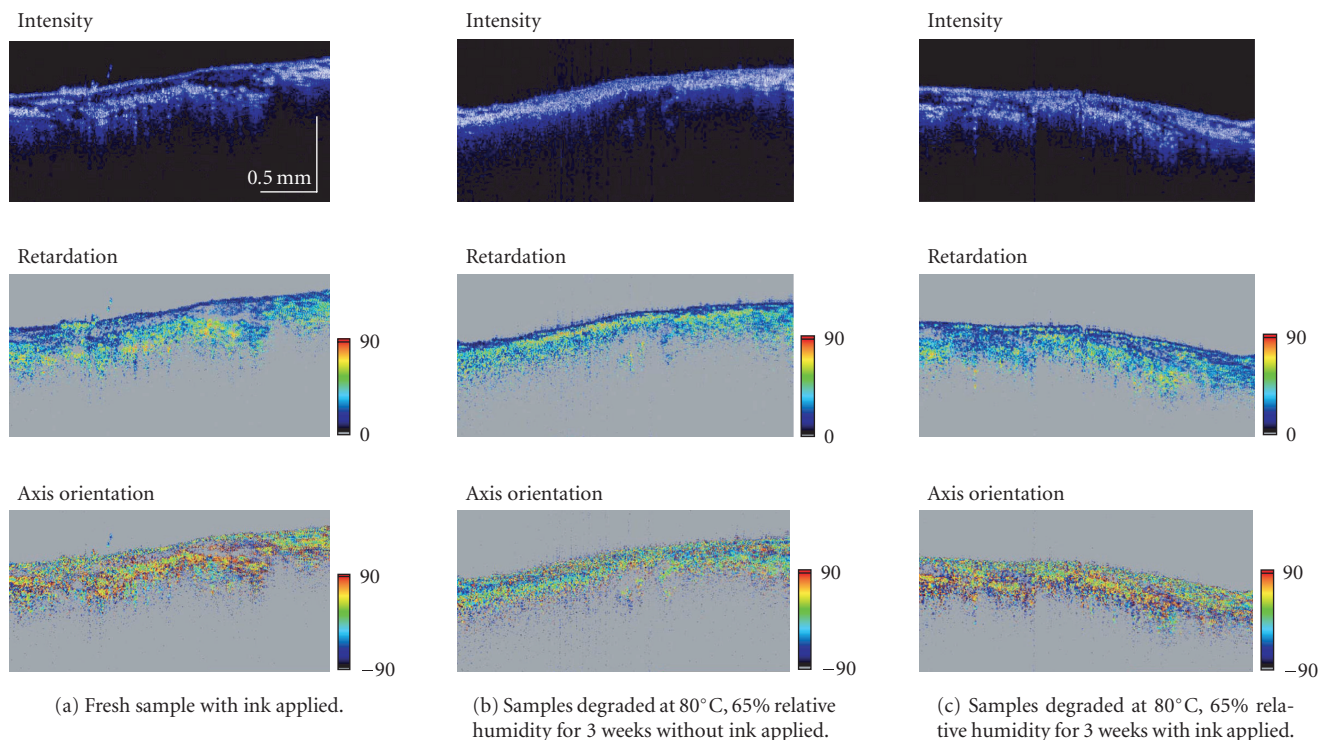 Intensity
Intensity
Intensity
0.5 mm
Retardation
Retardation
Retardation
90
0
90
0
90
0
Axis orientation
Axis orientation
Axis orientation
90
−90
90
−90
90
−90
(a) Fresh sample with ink applied.
(b) Samples degraded at 80°C, 65% relative
humidity for 3 weeks without ink applied.
(c) Samples degraded at 80°C, 65% rela-
tive humidity for 3 weeks with ink applied.